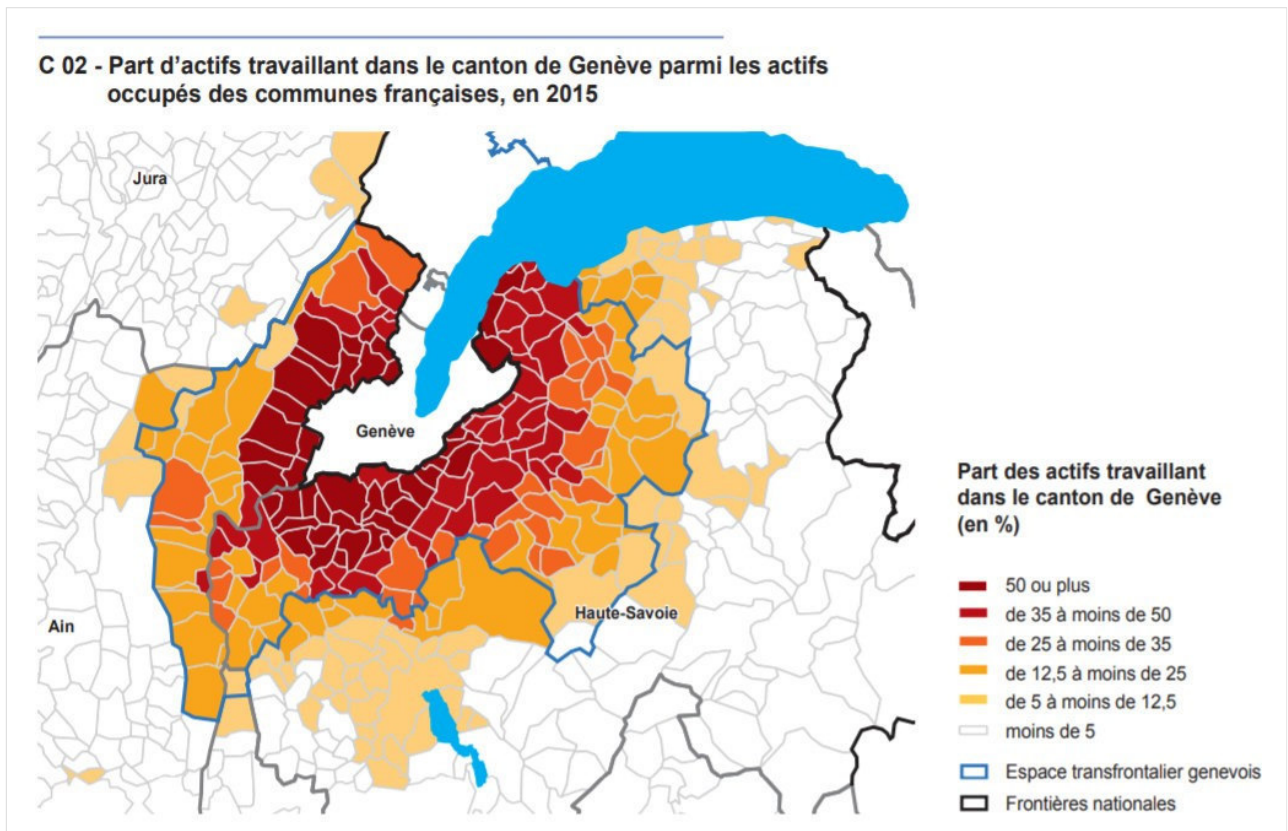 C 02 - Part d'actifs travaillant dans le canton de Genève parmi les actifs
occupés des communes françaises, en 2015
Jura
Genève
Haute-Savoie
Ain
Part des actifs travaillant
dans le canton de Genève
(en %)
50 ou plus
de 35 à moins de 50
de 25 à moins de 35
de 12,5 à moins de 25
de 5 à moins de 12,5
moins de 5
Espace transfrontalier genevois
Frontières nationales